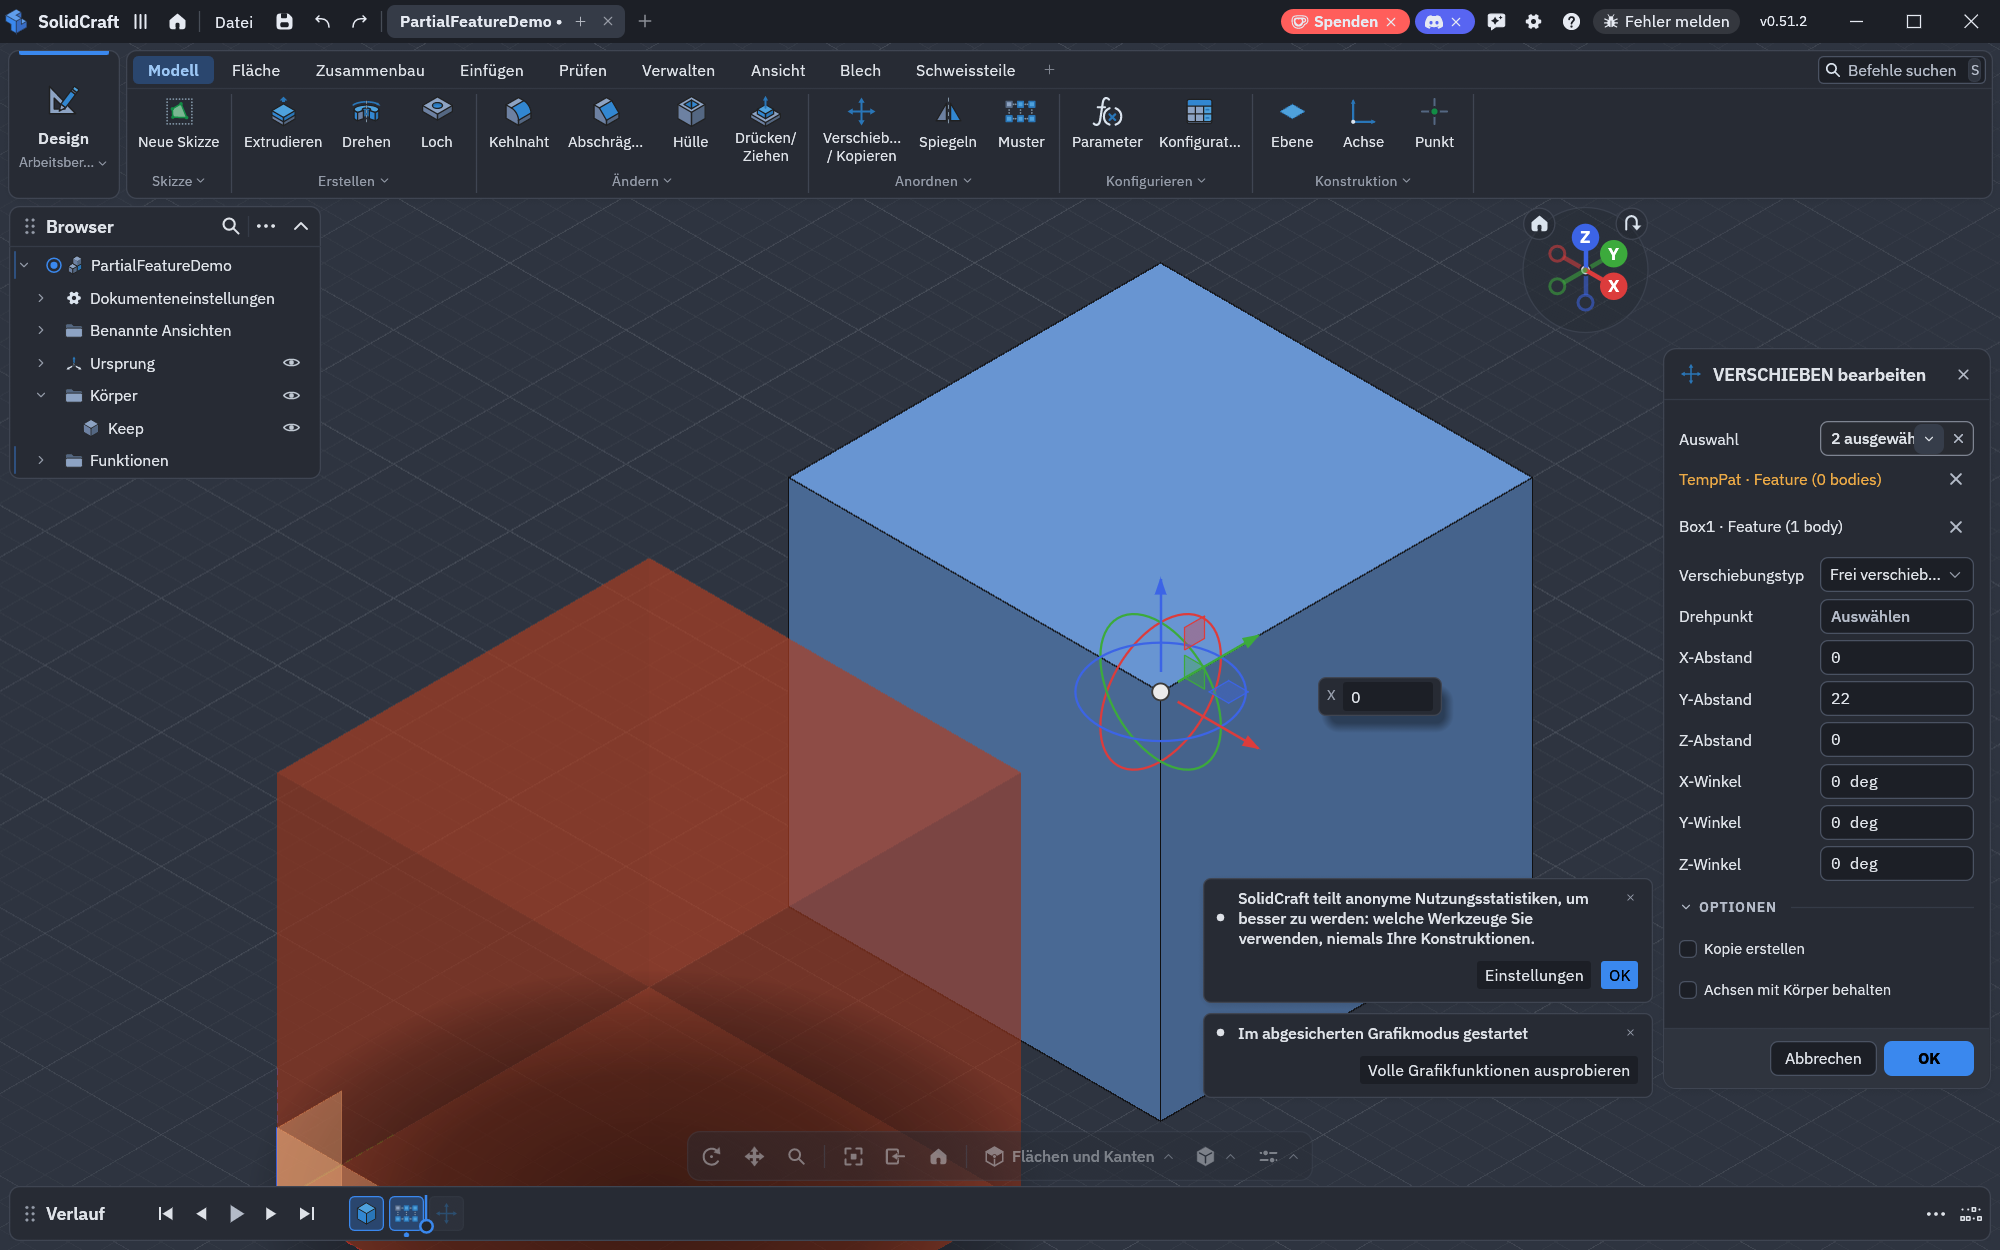 SolidCraft
Datei
PartialFeatureDemo •
Spenden
Fehler melden
v0.51.2
Design
Arbeitsber...
Modell
Fläche
Zusammenbau
Einfügen
Prüfen
Verwalten
Ansicht
Blech
Schweissteile
Befehle suchen
S
Neue Skizze
Extrudieren
Drehen
Loch
Kehlnaht
Abschräg...
Hülle
Drücken/
Ziehen
Verschieb...
/ Kopieren
Spiegeln
Muster
Parameter
Konfigurat...
Ebene
Achse
Punkt
Skizze
Erstellen
Ändern
Anordnen
Konfigurieren
Konstruktion
Browser
PartialFeatureDemo
Dokumenteneinstellungen
Benannte Ansichten
Ursprung
Körper
Keep
Funktionen
Z
Y
X
VERSCHIEBEN bearbeiten
Auswahl
2 ausgewäh
TempPat · Feature (0 bodies)
Box1 · Feature (1 body)
Verschiebungstyp
Frei verschieb...
Drehpunkt
Auswählen
X-Abstand
0
Y-Abstand
22
Z-Abstand
0
X-Winkel
0 deg
Y-Winkel
0 deg
Z-Winkel
0 deg
OPTIONEN
Kopie erstellen
Achsen mit Körper behalten
Abbrechen
OK
X
0
SolidCraft teilt anonyme Nutzungsstatistiken, um
besser zu werden: welche Werkzeuge Sie
verwenden, niemals Ihre Konstruktionen.
Einstellungen
OK
Im abgesicherten Grafikmodus gestartet
Volle Grafikfunktionen ausprobieren
Flächen und Kanten
Verlauf